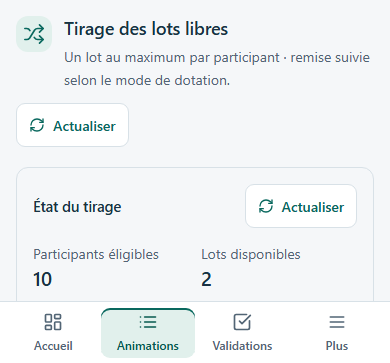 Tirage des lots libres
Un lot au maximum par participant · remise suivie
selon le mode de dotation.
Actualiser
État du tirage
Actualiser
Participants éligibles
Lots disponibles
10
2
Accueil
Animations
Validations
Plus